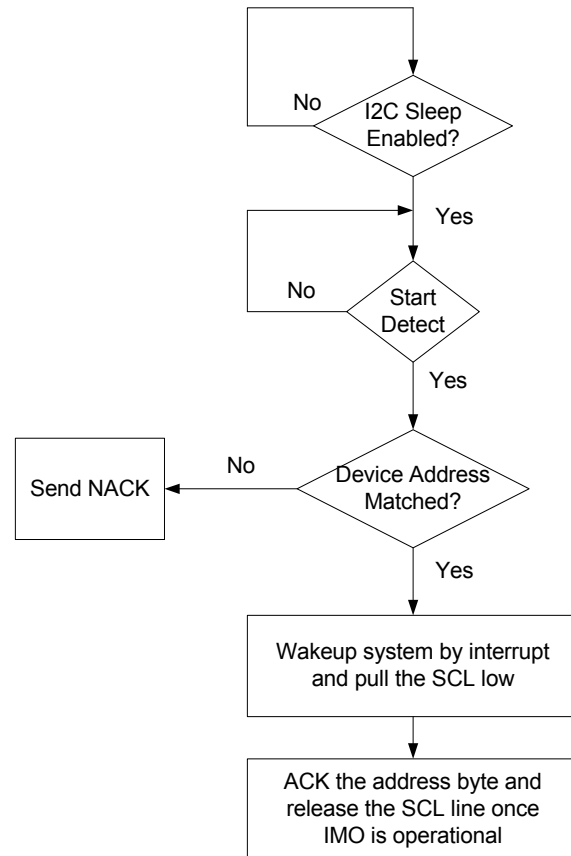 No
I2C Sleep
Enabled?
Yes
No
Start
Detect
Yes
Send NACK
No
Device Address
Matched?
Yes
Wakeup system by interrupt
and pull the SCL low
ACK the address byte and
release the SCL line once
IMO is operational